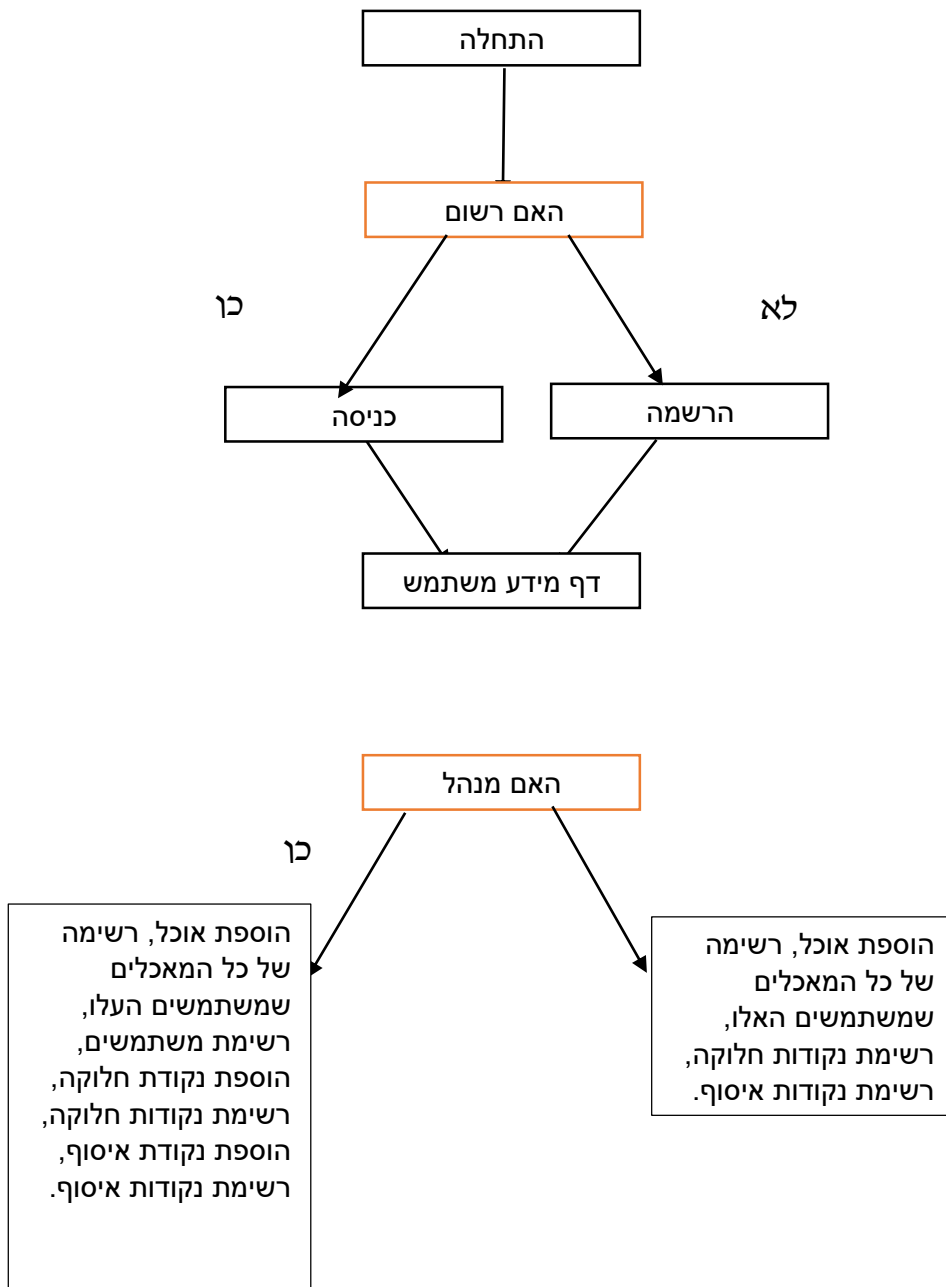 התחלה
האם רשום
לא
כן
הרשמה
כניסה
דף מידע משתמש
האם מנהל
כן
הוספת אוכל, רשימה
של כל המאכלים
שמשתמשים האלו,
רשימת נקודות חלוקה,
רשימת נקודות איסוף.
הוספת אוכל, רשימה
של כל המאכלים
שמשתמשים העלו,
רשימת משתמשים,
הוספת נקודת חלוקה,
רשימת נקודות חלוקה,
הוספת נקודת איסוף,
רשימת נקודות איסוף.